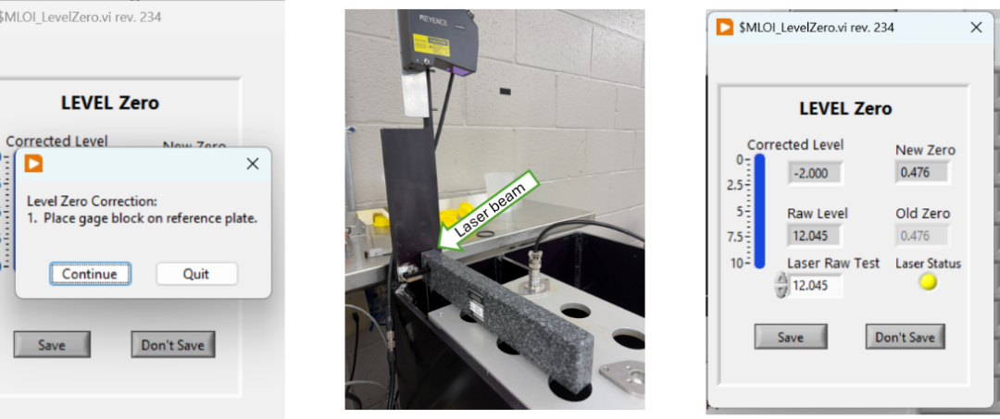 $MLOI_LevelZero.vi rev. 234
LEVEL Zero
Corrected Level
New Zero
Level Zero Correction:
1. Place gage block on reference plate.
Continue
Quit
Save
Don't Save
KEYENCE
Laser beam
$MLOI_LevelZero.vi rev. 234
LEVEL Zero
Corrected Level
New Zero
0
-2.000
0.476
2.5
5
Raw Level
Old Zero
7.5
12.045
0.476
10
Laser Raw Test
Laser Status
12.045
Save
Don't Save